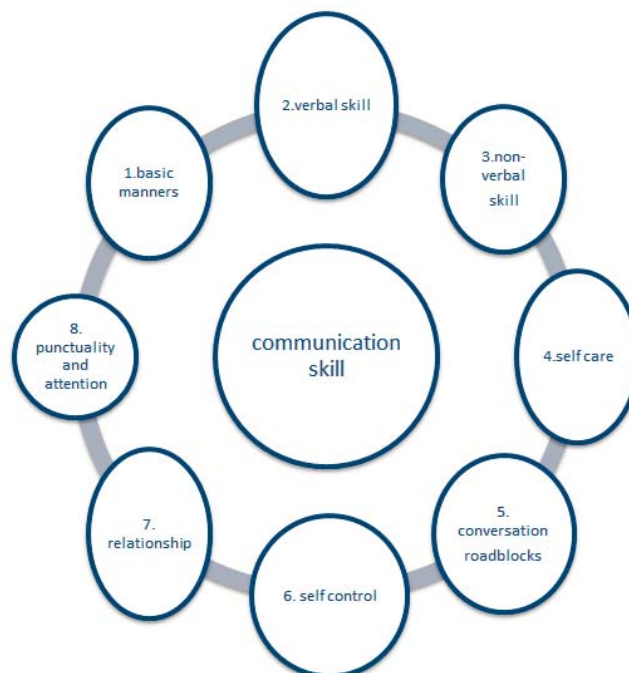 2.verbal skill
1.basic
manners
3.non-
verbal
skill
communication
skill
8.
punctuality
and
attention
4.self care
7.
relationship
5.
conversation
roadblocks
6. self control